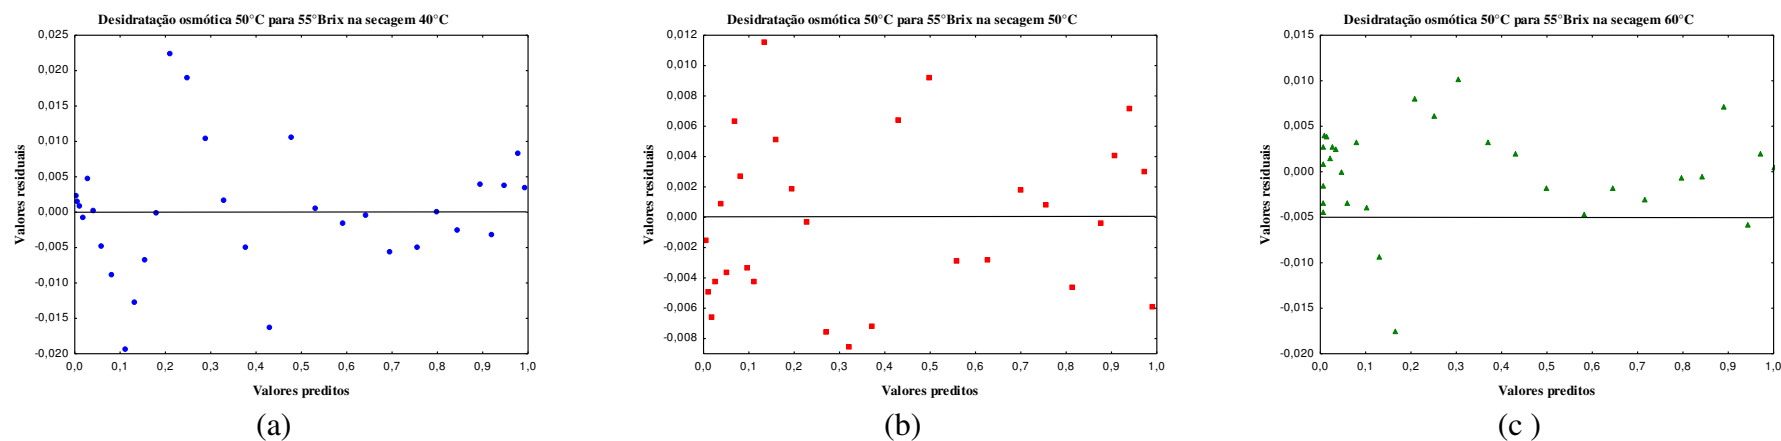 Desidratação osmótica 50°C para 55°Brix na secagem 40°C
0,025
0,020
0,015
0,010
0,005
0,000
-0,005
-0,010
-0,015
-0,020
Valores residuais
0,0 0,1 0,2 0,3 0,4 0,5 0,6 0,7 0,8 0,9 1,0
Valores preditos
(a)
Desidratação osmótica 50°C para 55°Brix na secagem 50°C
0,012
0,010
0,008
0,006
0,004
0,002
0,000
-0,002
-0,004
-0,006
-0,008
Valores residuais
0,0 0,1 0,2 0,3 0,4 0,5 0,6 0,7 0,8 0,9 1,0
Valores preditos
(b)
Desidratação osmótica 50°C para 55°Brix na secagem 60°C
0,015
0,010
0,005
0,000
-0,005
-0,010
-0,015
-0,020
Valores residuais
0,0 0,1 0,2 0,3 0,4 0,5 0,6 0,7 0,8 0,9 1,0
Valores preditos
(c )